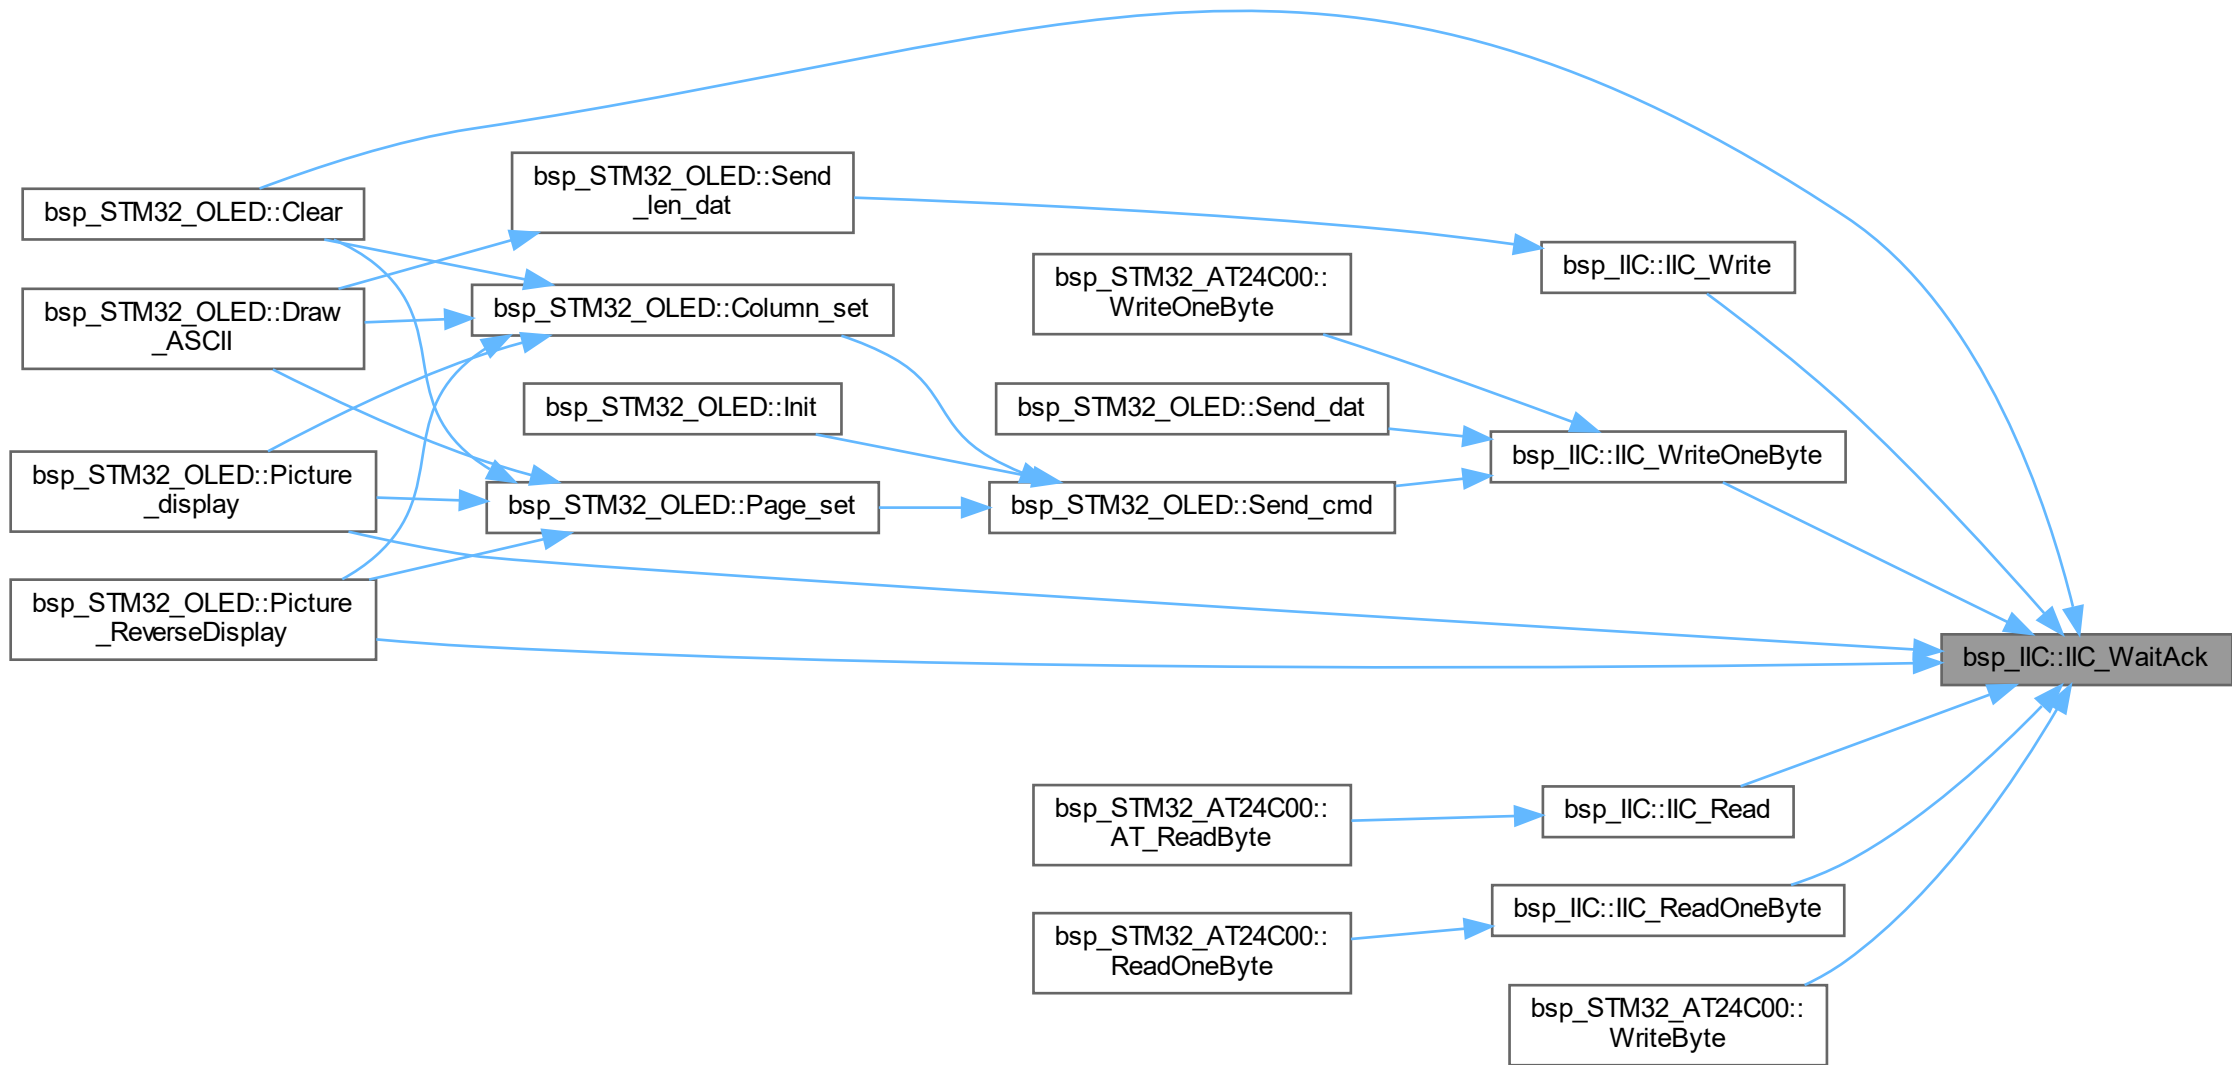 bsp_STM32_OLED::Clear
bsp_STM32_OLED::Draw
_ASCII
bsp_STM32_OLED::Picture
_display
bsp_STM32_OLED::Picture
_ReverseDisplay
bsp_STM32_OLED::Send
_len_dat
bsp_STM32_OLED::Column_set
bsp_STM32_OLED::Init
bsp_STM32_OLED::Page_set
bsp_STM32_AT24C00::
WriteOneByte
bsp_STM32_OLED::Send_dat
bsp_STM32_OLED::Send_cmd
bsp_STM32_AT24C00::
AT_ReadByte
bsp_STM32_AT24C00::
ReadOneByte
bsp_IIC::IIC_Write
bsp_IIC::IIC_WriteOneByte
bsp_IIC::IIC_Read
bsp_IIC::IIC_ReadOneByte
bsp_STM32_AT24C00::
WriteByte
bsp_IIC::IIC_WaitAck